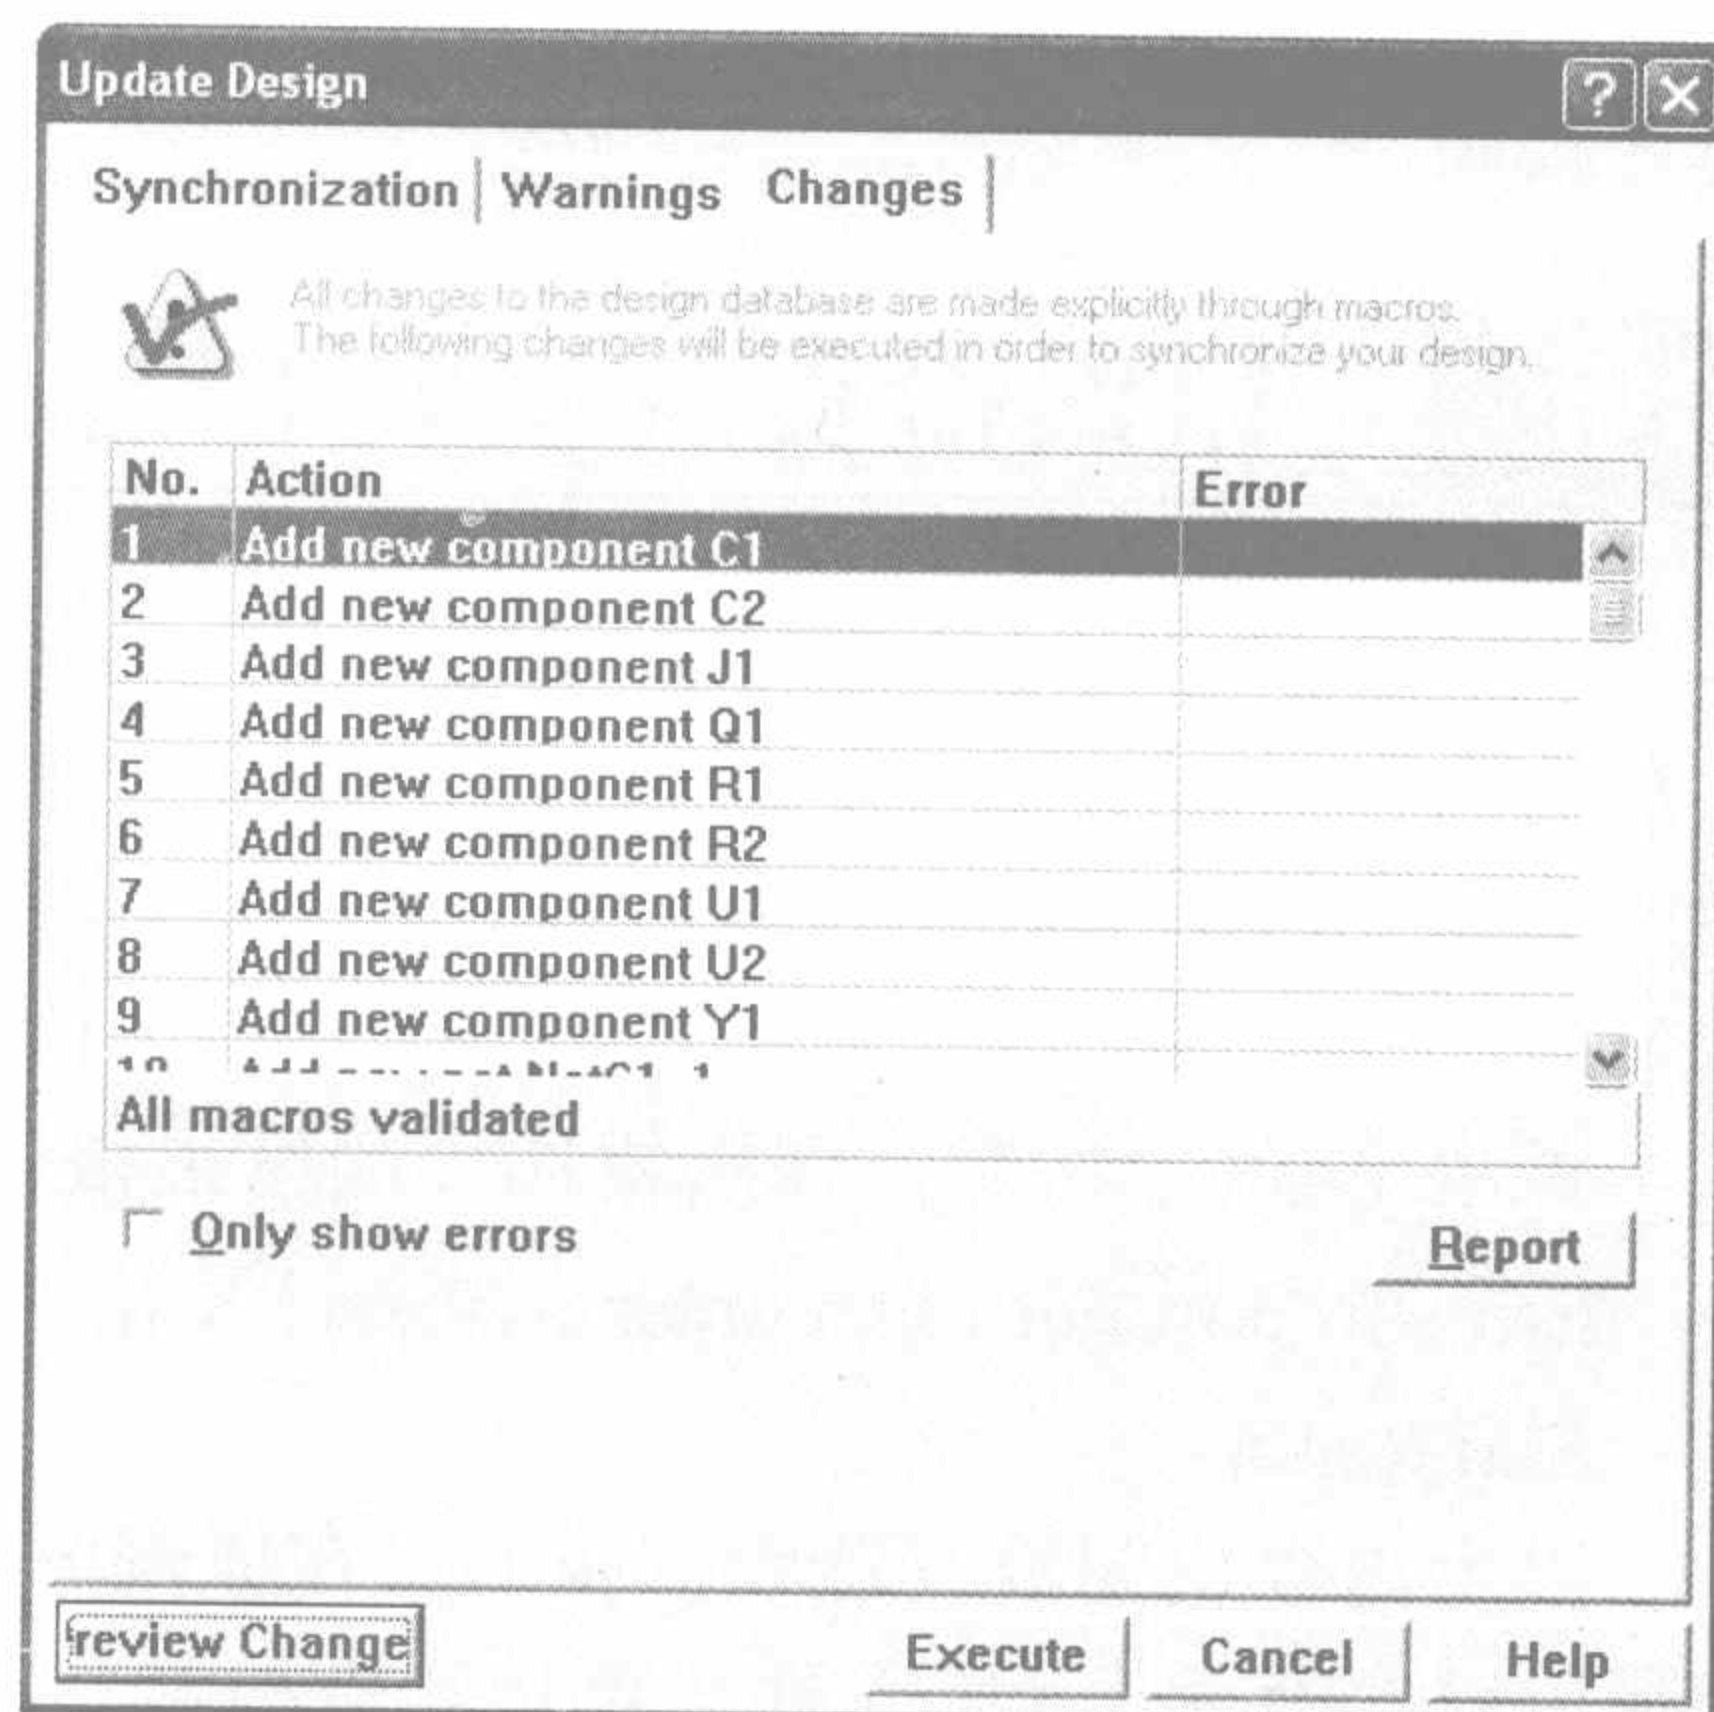 Update Design
Synchronization Warnings Changes
All changes to the design database are made explicitly through macros.
The following changes will be executed in order to synchronize your design.
No. Action Error
1 Add new component C1
2 Add new component C2
3 Add new component J1
4 Add new component Q1
5 Add new component R1
6 Add new component R2
7 Add new component U1
8 Add new component U2
9 Add new component Y1
All macros validated
Only show errors Report
review Change Execute Cancel Help